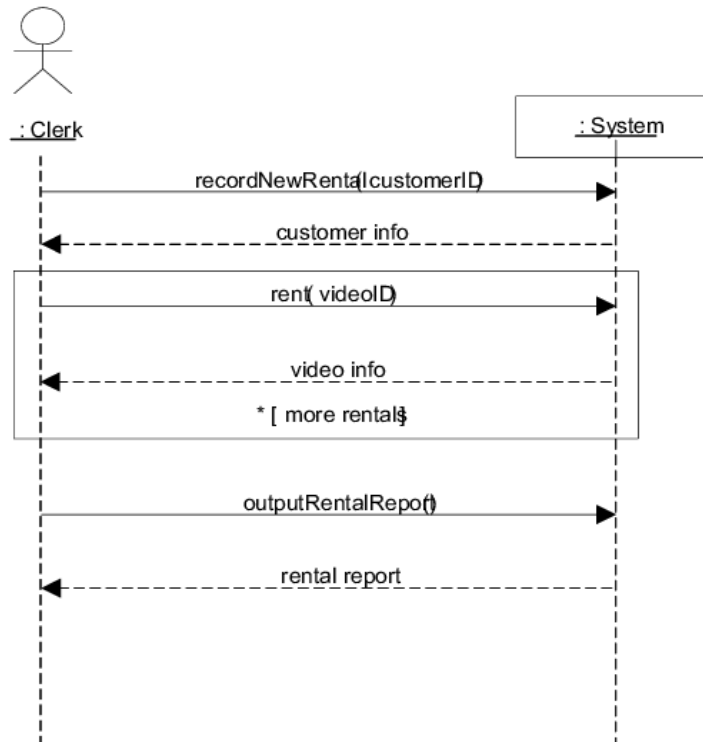 : Clerk
: System
recordNewRental(customerID)
customer info
rent( videoID)
video info
* [ more rentals]
outputRentalReport()
rental report